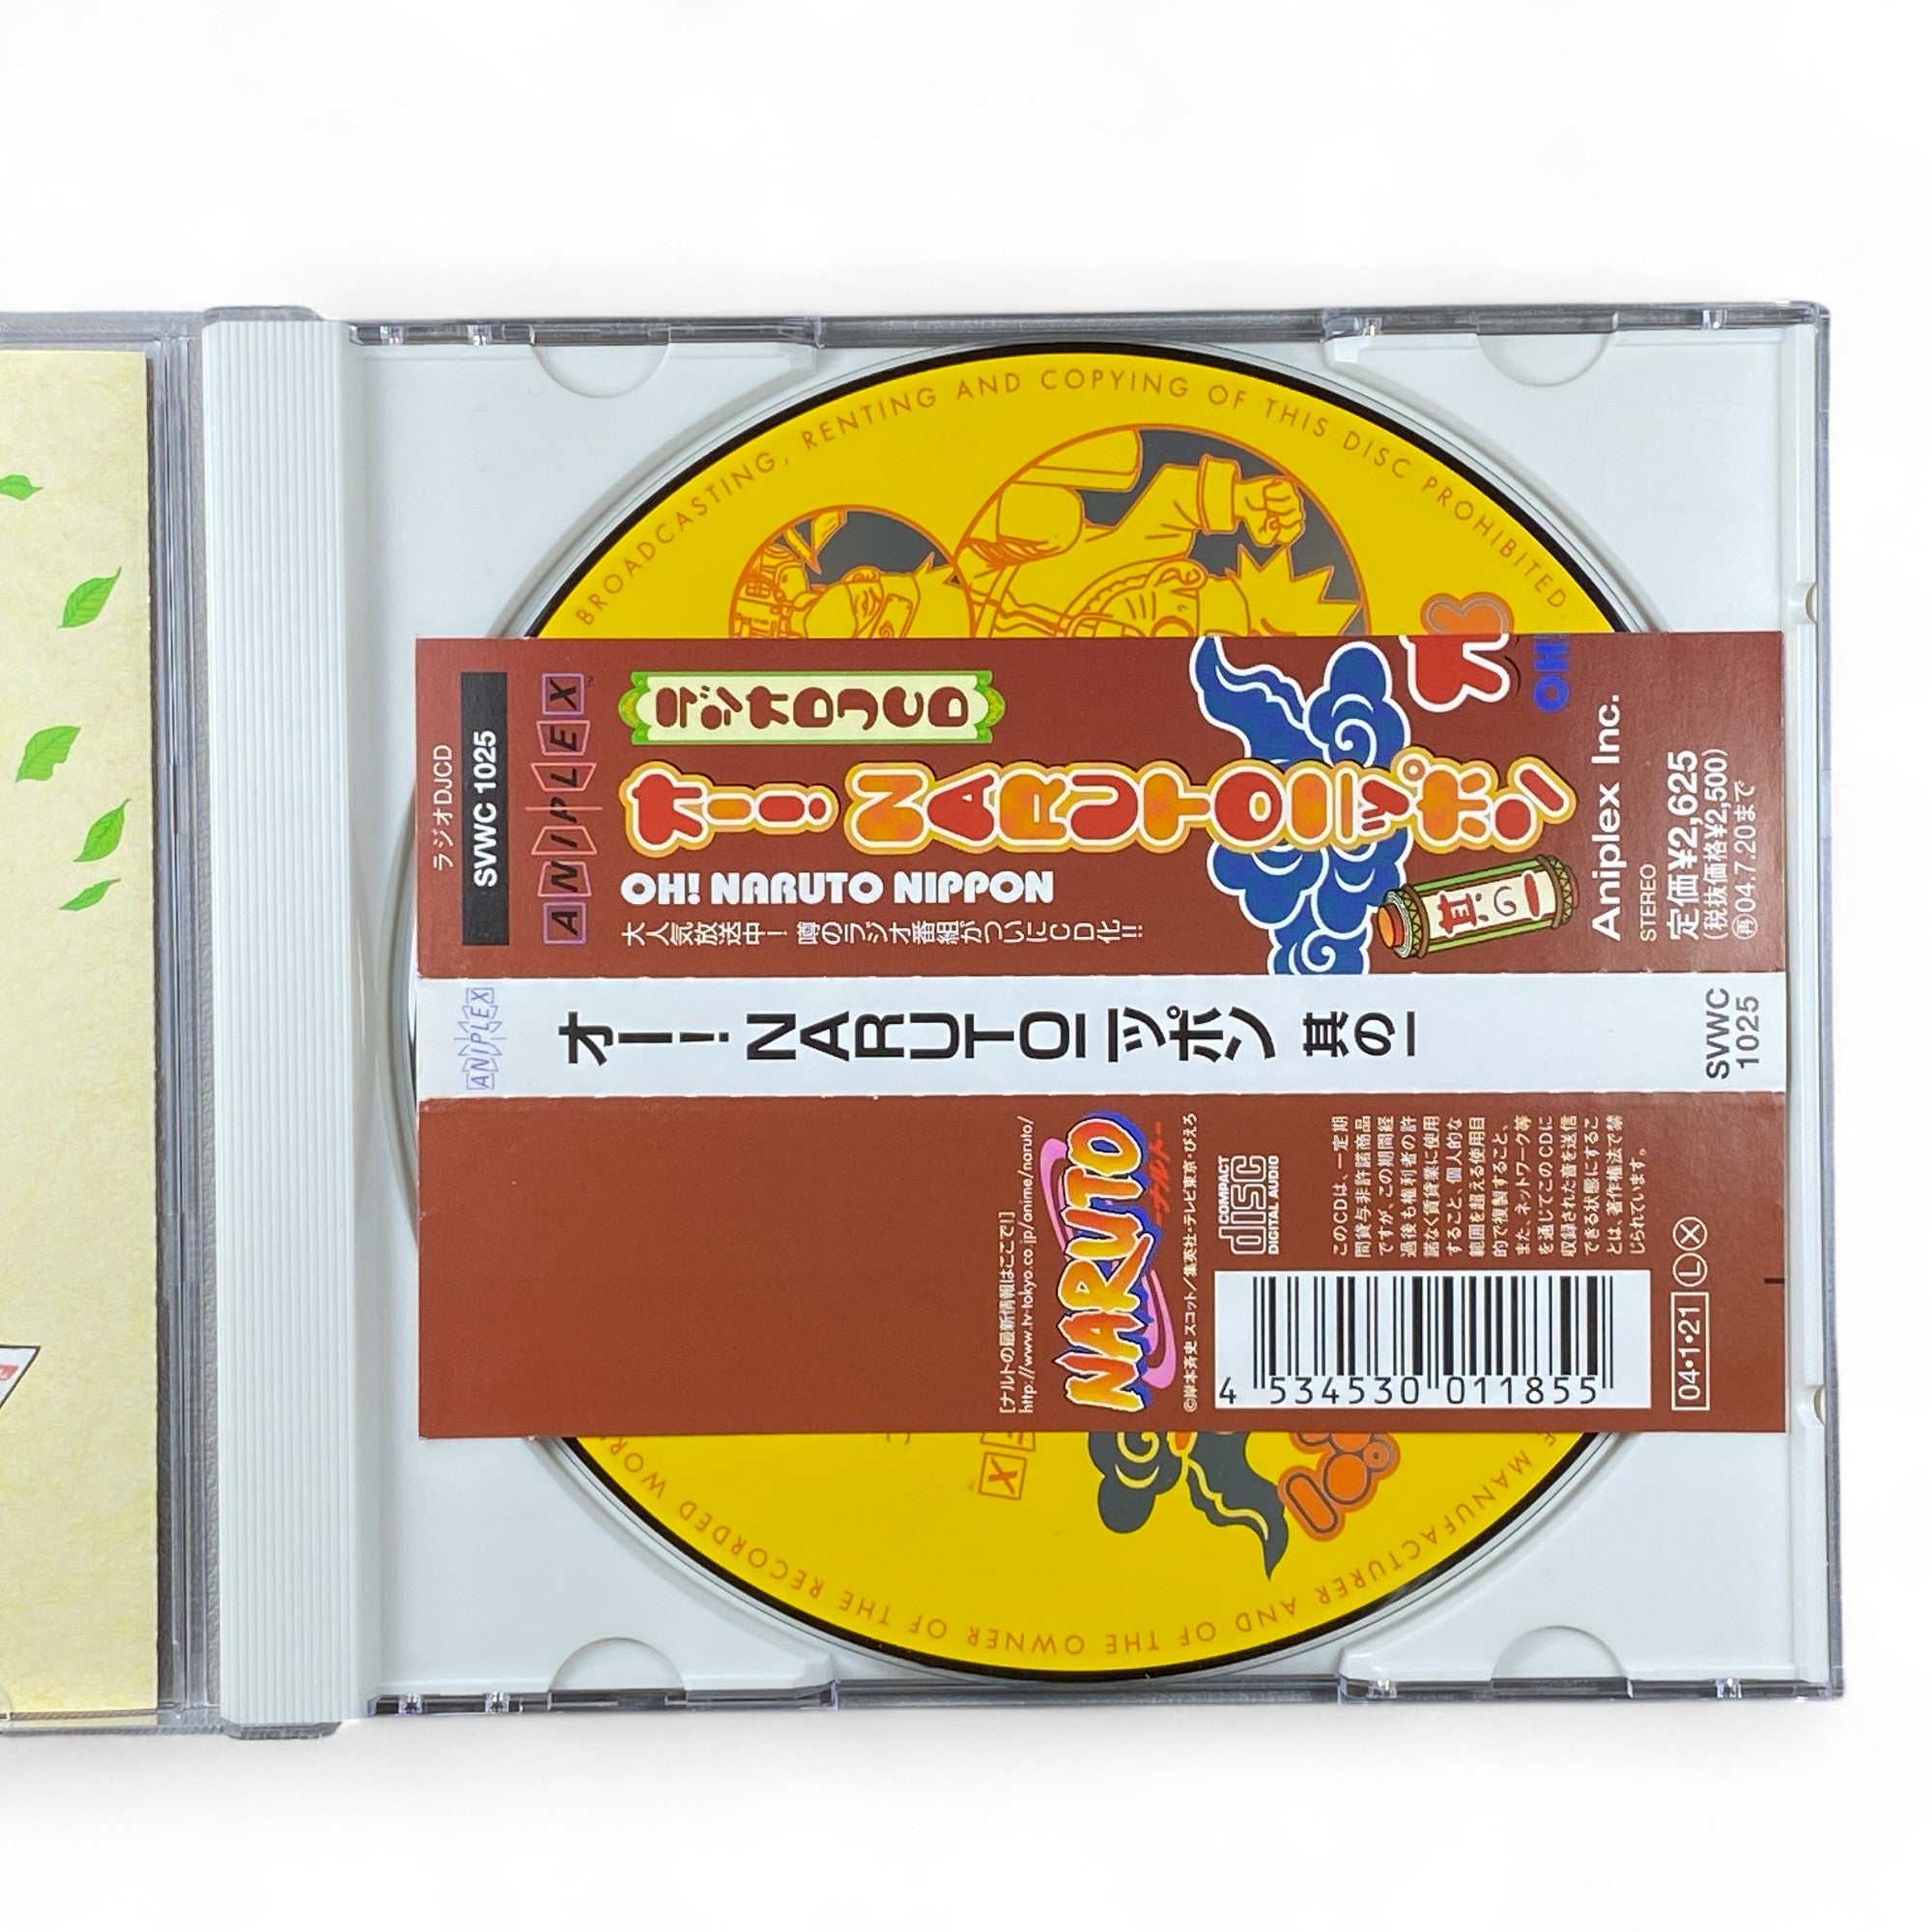 BROADCASTING, RENTING AND COPYING OF THIS DISC PROHIBITED
ラジオDJCD
SVWC 1025
ANIPLEX
ラジオDJCD
オー!NARUTOニッポン
OH! NARUTO NIPPON
大人気放送中! 噂のラジオ番組がついにCD化!!
其の一
OH!
Aniplex Inc.
STEREO
定価¥2,625
(税抜価格¥2,500)
再04.7.20まで
ANIPLEX
オー!NARUTOニッポン 其の一
SVWC
1025
[ナルトの最新情報はここで!]
http://www.tv-tokyo.co.jp/anime/naruto/
NARUTO
ーナルトー
©岸本斉史 スコット/集英社・テレビ東京・ぴえろ
COMPACT
disc
DIGITAL AUDIO
このCDは、一定期
間貸与非許諾商品
ですが、この期間経
過後も権利者の許
諾なく賃貸業に使用
すること、個人的な
範囲を超える使用目
的で複製すること、
また、ネットワーク等
を通じてこのCDに
収録された音を送信
できる状態にするこ
とは、著作権法で禁
じられています。
4 534530 011855
04・1・21 L X
MANUFACTURER AND OF THE OWNER OF THE RECORDED WOR